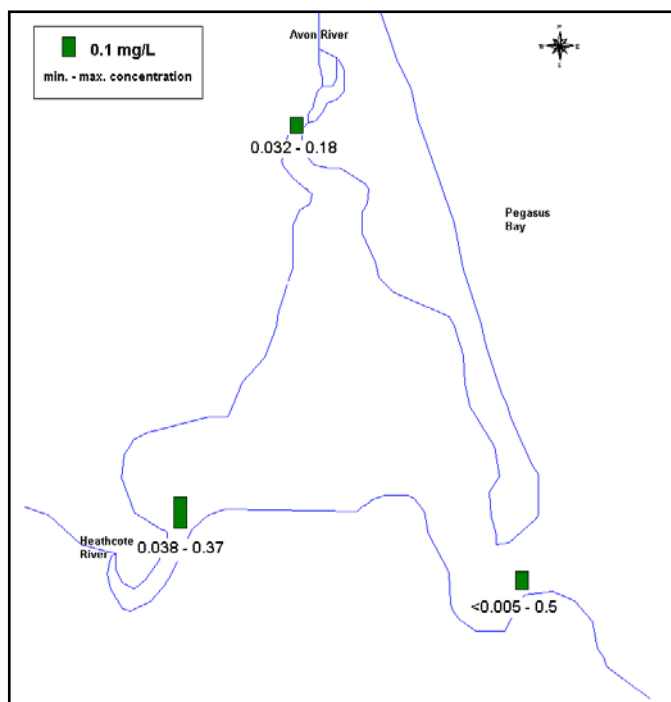 0.1 mg/L
min. - max. concentration
Avon River
N
W
E
0.032 - 0.18
Pegasus
Bay
Heathcote
River
0.038 - 0.37
<0.005 - 0.5